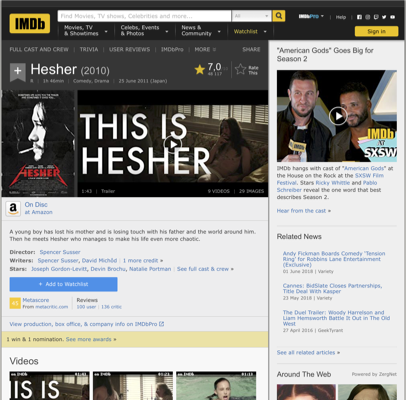 IMDb
Find Movies, TV shows, Celebrities and more...
All
IMDbPro
Help
Movies, TV
& Showtimes
Celebs, Events
& Photos
News &
Community
Watchlist
Sign in
FULL CAST AND CREW | TRIVIA | USER REVIEWS | IMDbPro | MORE
SHARE
Hesher (2010)
R | 1h 46min | Comedy, Drama | 25 June 2011 (Japan)
7,0
Rate
This
HESHER
THIS IS
HESHER
1:43 | Trailer
9 VIDEOS | 29 IMAGES
On Disc
at Amazon
A young boy has lost his mother and is losing touch with his father and the world around him.
Then he meets Hesher who manages to make his life even more chaotic.
Director: Spencer Susser
Writers: Spencer Susser, David Michôd | 1 more credit »
Stars: Joseph Gordon-Levitt, Devin Brochu, Natalie Portman | See full cast & crew »
+ Add to Watchlist
Metascore
From metacritic.com
Reviews
100 user | 136 critic
View production, box office, & company info on IMDbPro
1 win & 1 nomination. See more awards »
Videos
THIS IS
"American Gods" Goes Big for
Season 2
IMDb
at
SXSW
IMDb hangs with cast of "American Gods" at
the House on the Rock at the SXSW Film
Festival. Stars Ricky Whittle and Pablo
Schreiber reveal the one word that best
describes Season 2.
Hear from the cast »
Related News
Andy Fickman Boards Comedy 'Tension
Ring' for Robbins Lane Entertainment
(Exclusive)
01 June 2018 | Variety
Cannes: BidSlate Closes Partnerships,
Title Deal With Kasper
23 May 2018 | Variety
The Duel Trailer: Woody Harrelson and
Liam Hemsworth Battle It Out in The Old
West
27 April 2016 | GeekTyrant
See all related articles »
Around The Web
Powered by ZergNet